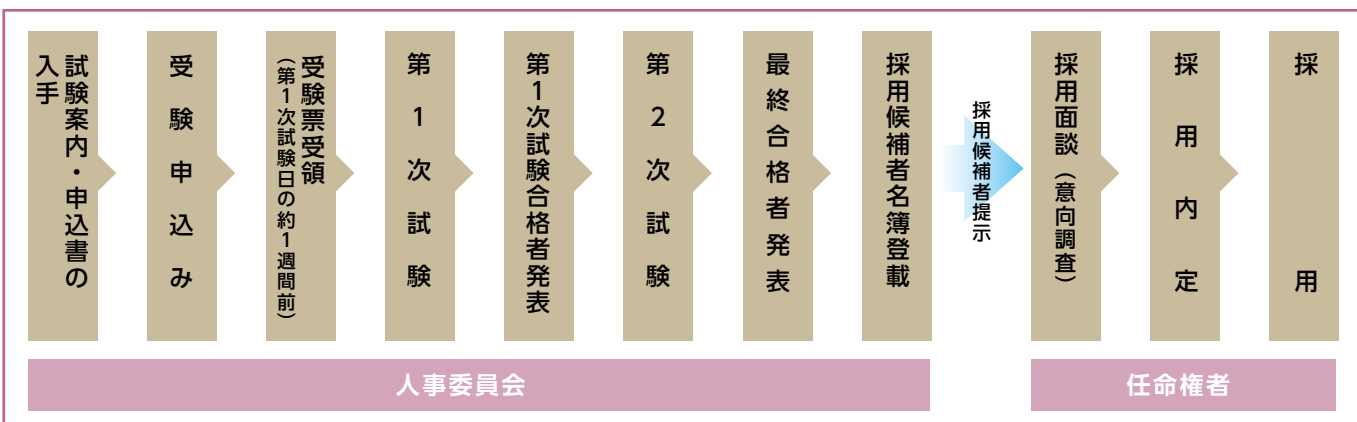 試験案内・申込書の
入手
受験申込み
受験票受領
（第1次試験日の約1週間前）
第1次試験
第1次試験合格者発表
第2次試験
最終合格者発表
採用候補者名簿登載
採用候補者提示
採用面談（意向調査）
採用内定
採用
人事委員会
任命権者